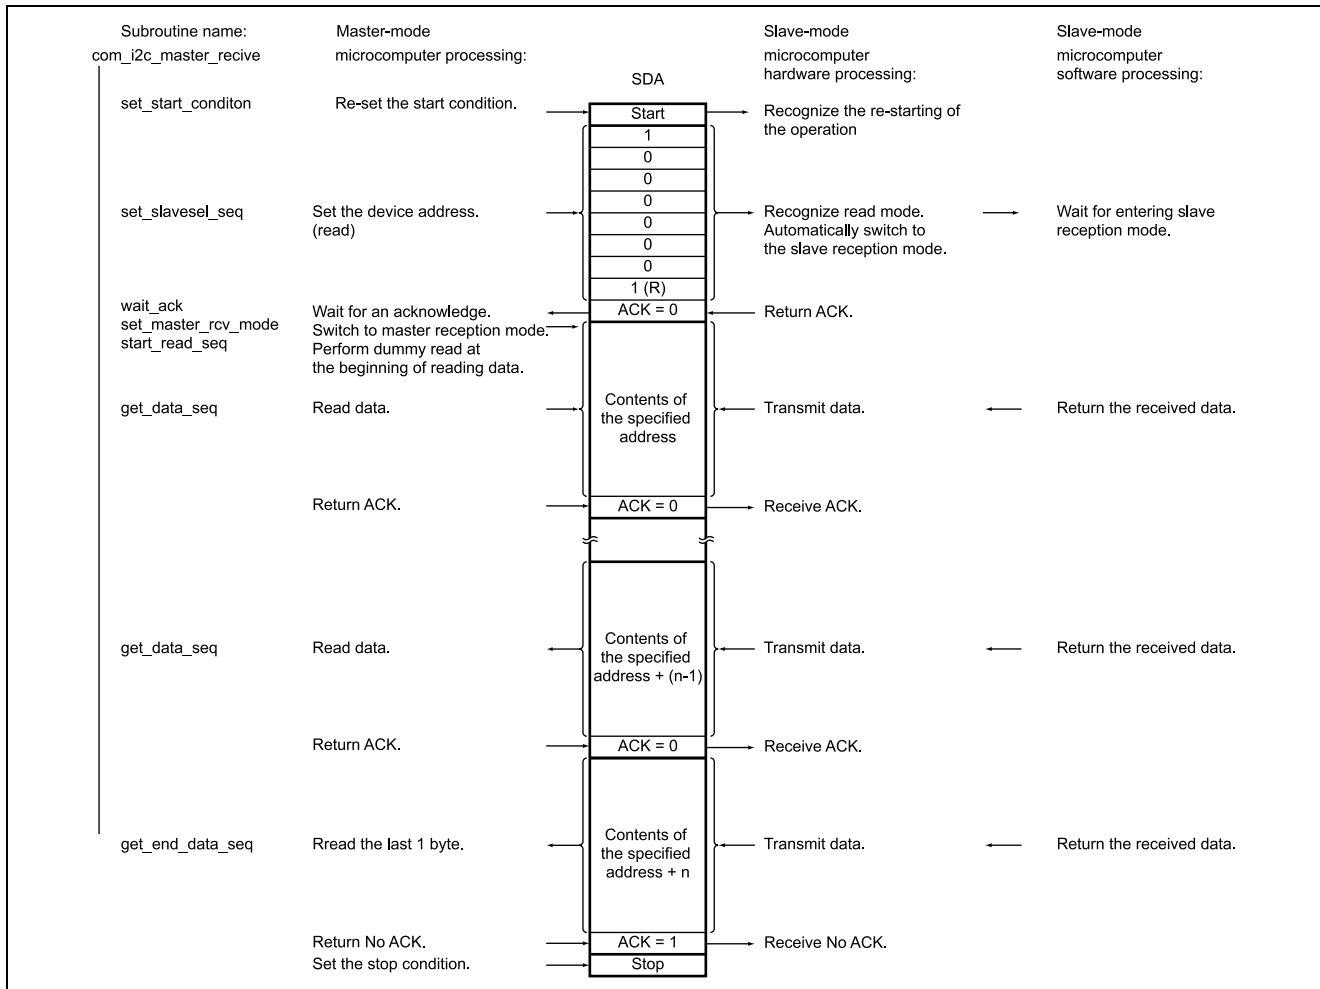 Subroutine name: Master-mode Slave-mode Slave-mode
com_i2c_master_recive microcomputer processing: microcomputer microcomputer
hardware processing: software processing:
SDA
set_start_conditon Re-set the start condition. Start Recognize the re-starting of
the operation
1
0
0
0
set_slavesel_seq Set the device address. 0 Recognize read mode. Wait for entering slave
(read) Automatically switch to reception mode.
0 the slave reception mode.
0
1 (R)
wait_ack Wait for an acknowledge. ACK = 0 Return ACK.
set_master_rcv_mode Switch to master reception mode.
start_read_seq Perform dummy read at
the beginning of reading data.
Contents of
get_data_seq Read data. the specified Transmit data. Return the received data.
address
Return ACK. ACK = 0 Receive ACK.
Contents of
get_data_seq Read data. the specified Transmit data. Return the received data.
address + (n-1)
Return ACK. ACK = 0 Receive ACK.
Contents of
get_end_data_seq Rread the last 1 byte. the specified Transmit data. Return the received data.
address + n
Return No ACK. ACK = 1 Receive No ACK.
Set the stop condition. Stop